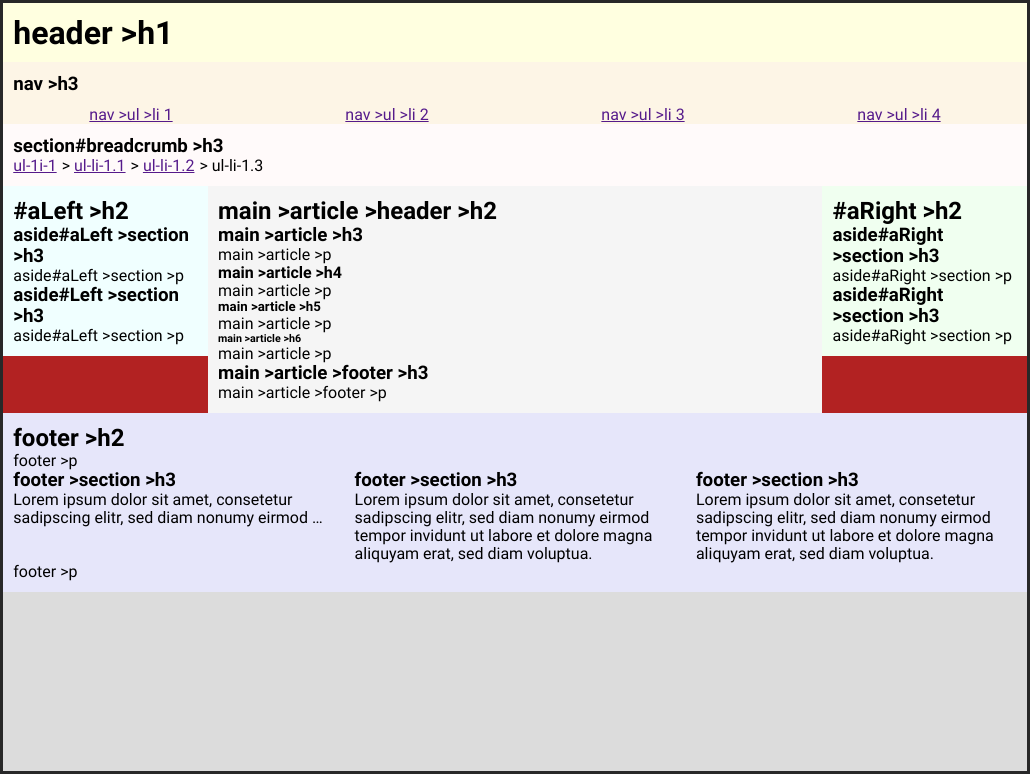 header >h1
nav >h3
nav >ul >li 1
nav >ul >li 2
nav >ul >li 3
nav >ul >li 4
section#breadcrumb >h3
ul-1i-1 > ul-li-1.1 > ul-li-1.2 > ul-li-1.3
#aLeft >h2
aside#aLeft >section
>h3
aside#aLeft >section >p
aside#Left >section
>h3
aside#aLeft >section >p
main >article >header >h2
main >article >h3
main >article >p
main >article >h4
main >article >p
main >article >h5
main >article >p
main >article >h6
main >article >p
main >article >footer >h3
main >article >footer >p
#aRight >h2
aside#aRight
>section >h3
aside#aRight >section >p
aside#aRight
>section >h3
aside#aRight >section >p
footer >h2
footer >p
footer >section >h3
Lorem ipsum dolor sit amet, consetetur
sadipscing elitr, sed diam nonumy eirmod ...
footer >section >h3
Lorem ipsum dolor sit amet, consetetur
sadipscing elitr, sed diam nonumy eirmod
tempor invidunt ut labore et dolore magna
aliquyam erat, sed diam voluptua.
footer >section >h3
Lorem ipsum dolor sit amet, consetetur
sadipscing elitr, sed diam nonumy eirmod
tempor invidunt ut labore et dolore magna
aliquyam erat, sed diam voluptua.
footer >p